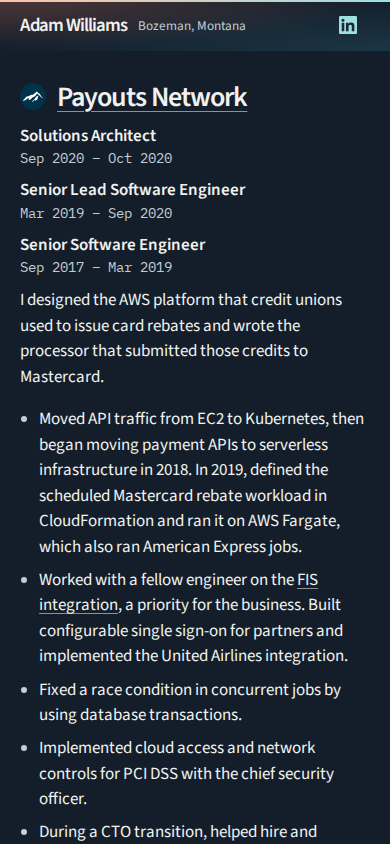 Adam Williams Bozeman, Montana
Payouts Network
Solutions Architect
Sep 2020 – Oct 2020
Senior Lead Software Engineer
Mar 2019 – Sep 2020
Senior Software Engineer
Sep 2017 – Mar 2019
I designed the AWS platform that credit unions
used to issue card rebates and wrote the
processor that submitted those credits to
Mastercard.
Moved API traffic from EC2 to Kubernetes, then
began moving payment APIs to serverless
infrastructure in 2018. In 2019, defined the
scheduled Mastercard rebate workload in
CloudFormation and ran it on AWS Fargate,
which also ran American Express jobs.
Worked with a fellow engineer on the FIS
integration, a priority for the business. Built
configurable single sign-on for partners and
implemented the United Airlines integration.
Fixed a race condition in concurrent jobs by
using database transactions.
Implemented cloud access and network
controls for PCI DSS with the chief security
officer.
During a CTO transition, helped hire and